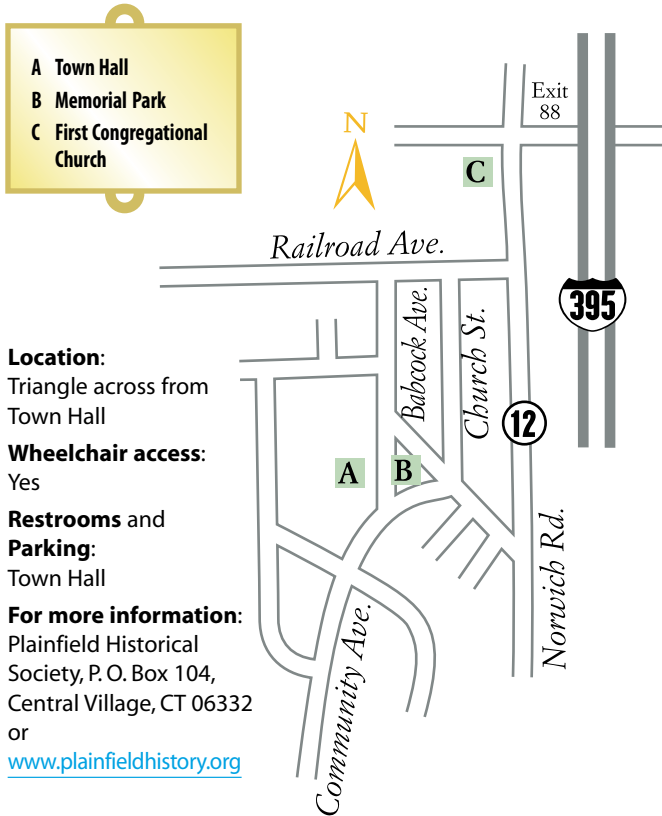 A Town Hall
B Memorial Park
C First Congregational
Church
N
Exit
88
C
Railroad Ave.
395
Babcock Ave.
Church St.
12
A
B
Norwich Rd.
Community Ave.
Location:
Triangle across from
Town Hall
Wheelchair access:
Yes
Restrooms and
Parking:
Town Hall
For more information:
Plainfield Historical
Society, P. O. Box 104,
Central Village, CT 06332
or
www.plainfieldhistory.org